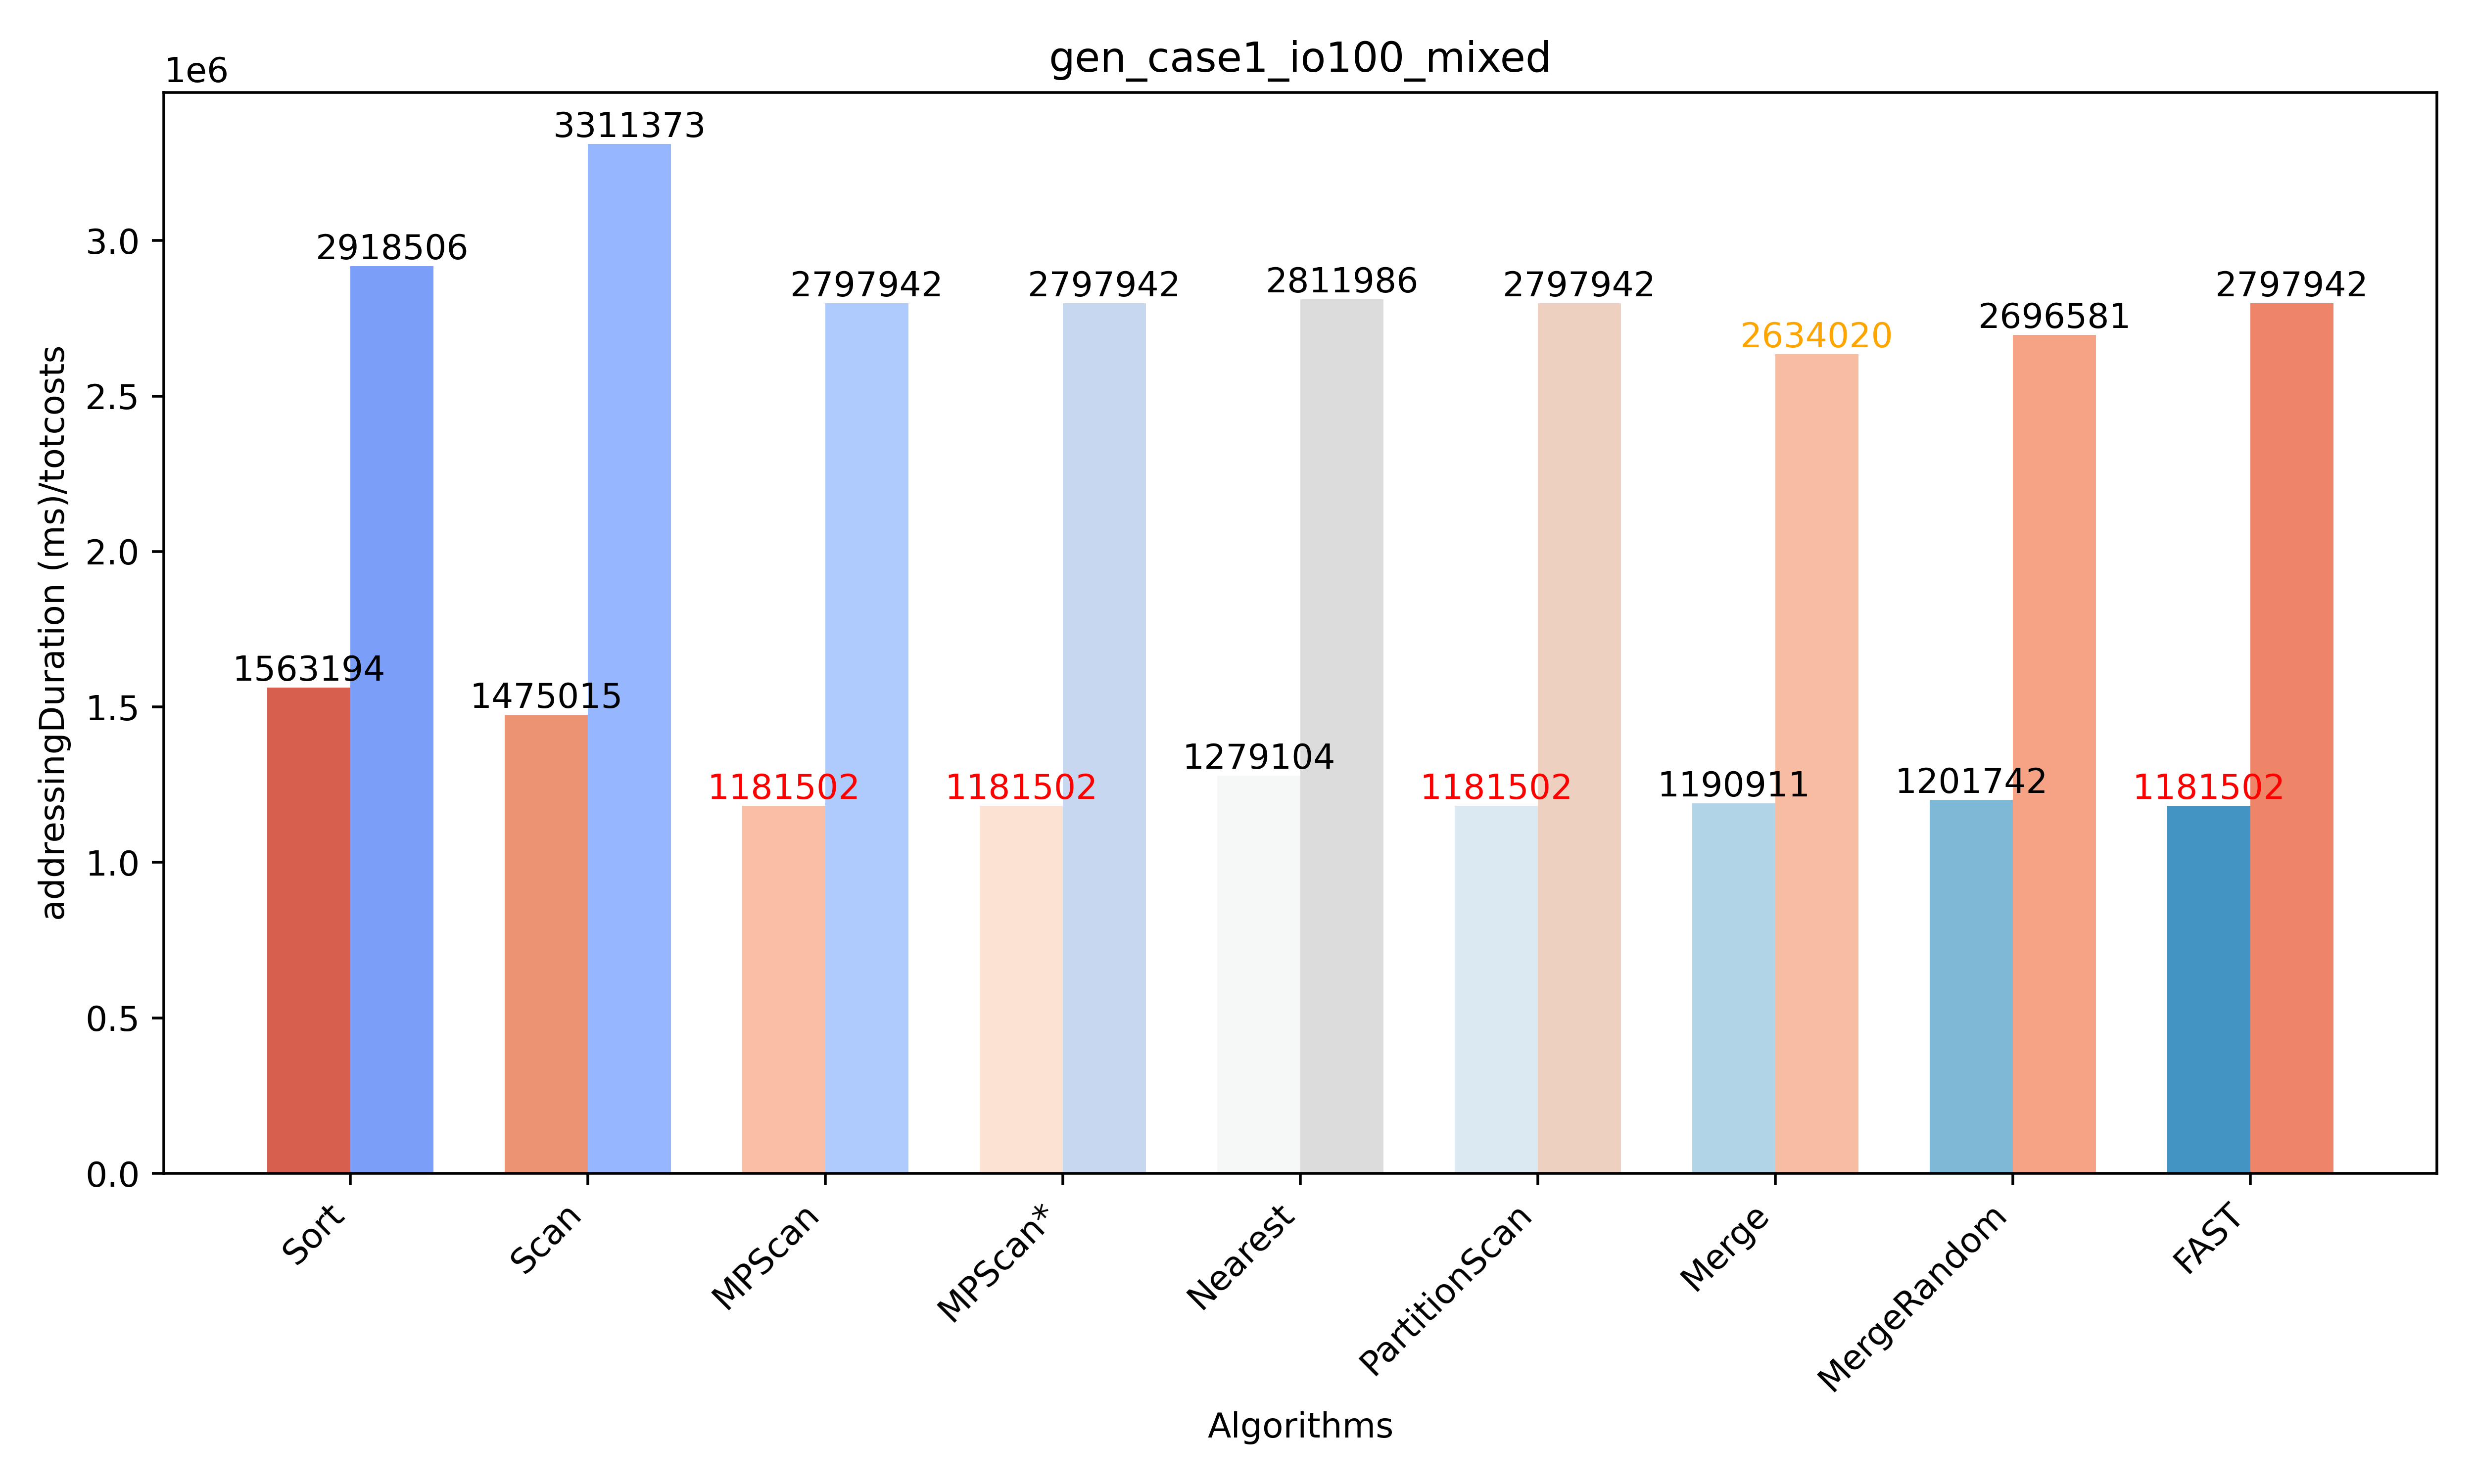 gen_case1_io100_mixed
1e6
3.0
2.5
2.0
1.5
1.0
0.5
0.0
addressingDuration (ms)/totcosts
1563194
2918506
1475015
3311373
1181502
2797942
1181502
2797942
1279104
2811986
1181502
2797942
1190911
2634020
1201742
2696581
1181502
2797942
Sort
Scan
MPScan
MPScan*
Nearest
PartitionScan
Merge
MergeRandom
FAST
Algorithms